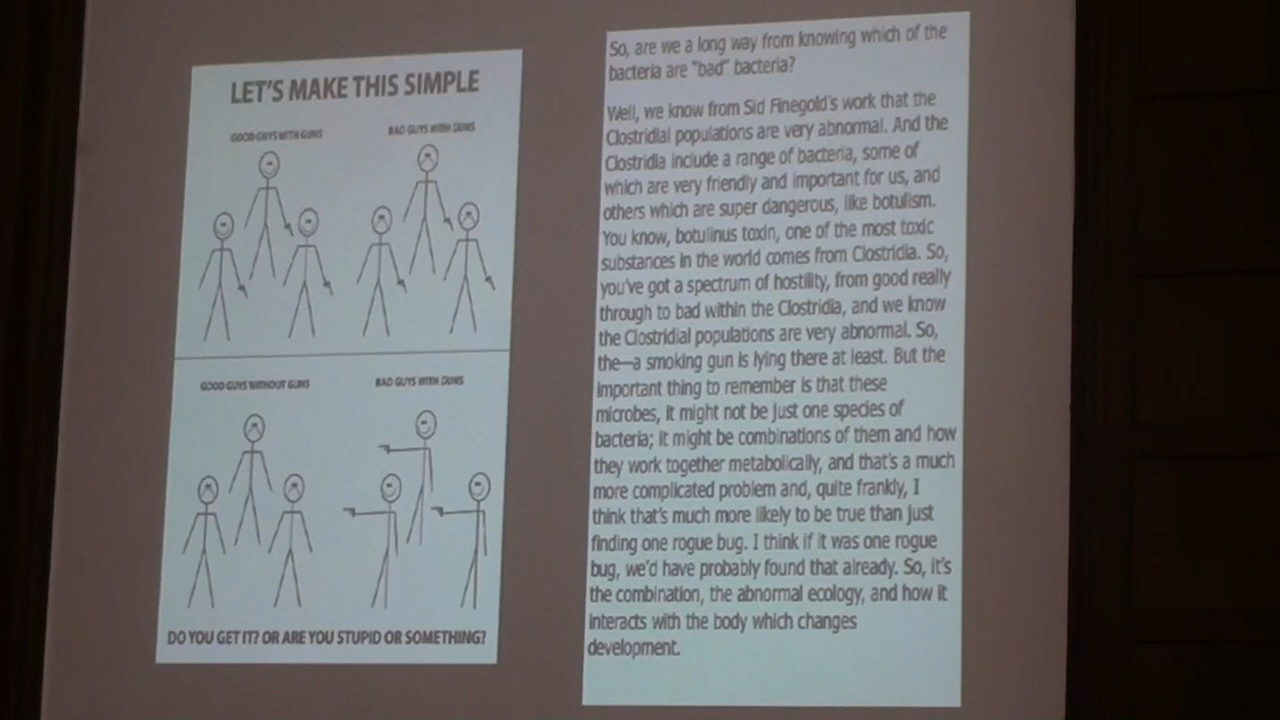 LET'S MAKE THIS SIMPLE
GOOD GUYS WITH GUNS
BAD GUYS WITH GUNS
GOOD GUYS WITHOUT GUNS
BAD GUYS WITH GUNS
DO YOU GET IT? OR ARE YOU STUPID OR SOMETHING?
So, are we a long way from knowing which of the
bacteria are "bad" bacteria?
Well, we know from Sid Finegold's work that the
Clostridial populations are very abnormal. And the
Clostridia include a range of bacteria, some of
which are very friendly and important for us, and
others which are super dangerous, like botulism.
You know, botulinus toxin, one of the most toxic
substances in the world comes from Clostridia. So,
you've got a spectrum of hostility, from good really
through to bad within the Clostridia, and we know
the Clostridial populations are very abnormal. So,
the—a smoking gun is lying there at least. But the
important thing to remember is that these
microbes, it might not be just one species of
bacteria; it might be combinations of them and how
they work together metabolically, and that's a much
more complicated problem and, quite frankly, I
think that's much more likely to be true than just
finding one rogue bug. I think if it was one rogue
bug, we'd have probably found that already. So, it's
the combination, the abnormal ecology, and how it
interacts with the body which changes
development.